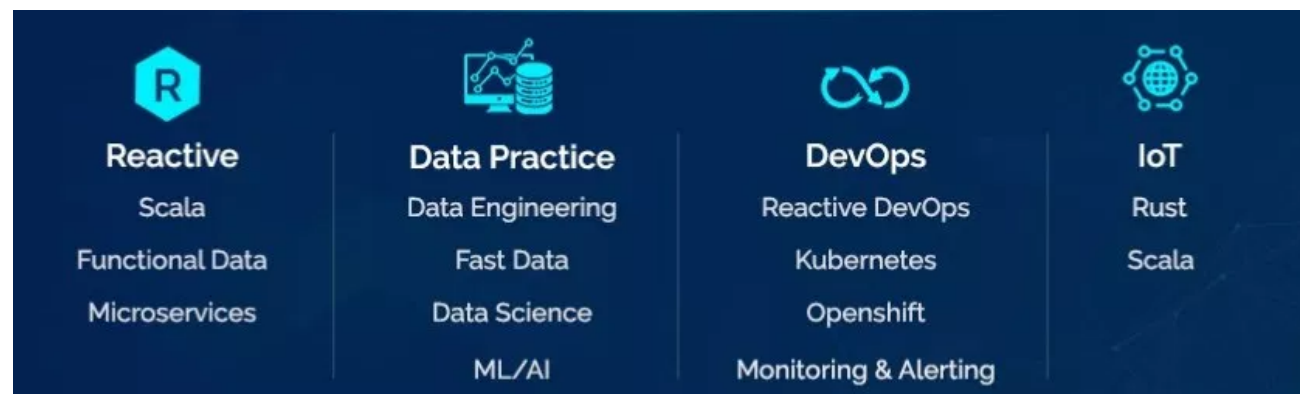 R
Reactive
Scala
Functional Data
Microservices
Data Practice
Data Engineering
Fast Data
Data Science
ML/AI
DevOps
Reactive DevOps
Kubernetes
Openshift
Monitoring & Alerting
IoT
Rust
Scala